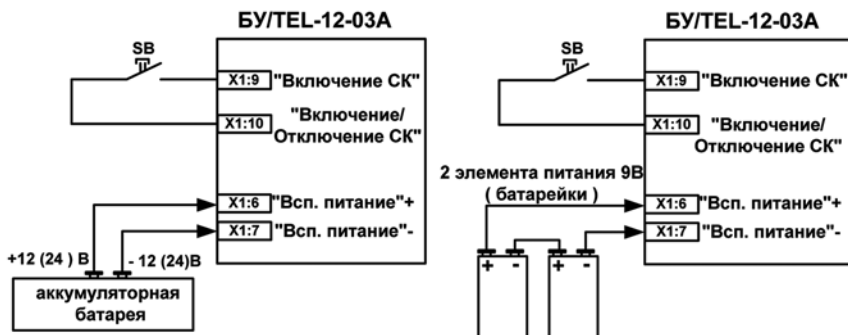 БУ/TEL-12-03А
SB
X1:9 "Включение СК"
X1:10 "Включение/
Отключение СК"
X1:6 "Всп. питание"+
X1:7 "Всп. питание"-
+12 (24 ) В
- 12 (24)В
аккумуляторная
батарея
БУ/TEL-12-03А
SB
X1:9 "Включение СК"
X1:10 "Включение/
Отключение СК"
2 элемента питания 9В
( батарейки )
X1:6 "Всп. питание"+
X1:7 "Всп. питание"-
+ - + -